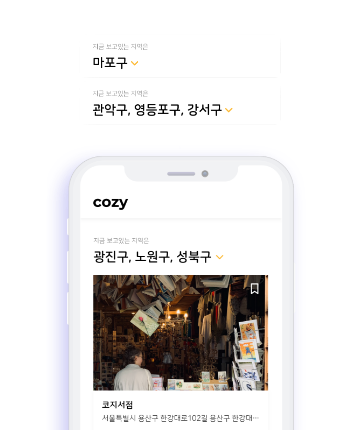 지금 보고있는 지역은
마포구
지금 보고있는 지역은
관악구, 영등포구, 강서구
cozy
지금 보고있는 지역은
광진구, 노원구, 성북구
코지서점
서울특별시 용산구 한강대로102길 용산구 한강대...